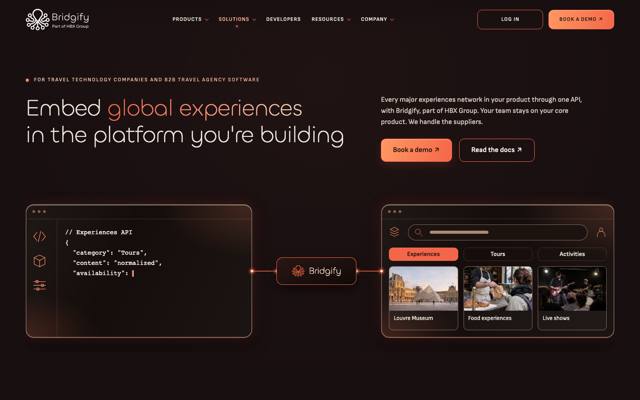 Bridgify
Part of HBX Group
PRODUCTS
SOLUTIONS
DEVELOPERS
RESOURCES
COMPANY
LOG IN
BOOK A DEMO ↗
FOR TRAVEL TECHNOLOGY COMPANIES AND B2B TRAVEL AGENCY SOFTWARE
Embed global experiences
in the platform you're building
Every major experiences network in your product through one API,
with Bridgify, part of HBX Group. Your team stays on your core
product. We handle the suppliers.
Book a demo ↗
Read the docs ↗
// Experiences API
{
"category": "Tours",
"content": "normalized",
"availability":
Bridgify
Experiences
Tours
Activities
Louvre Museum
Food experiences
Live shows